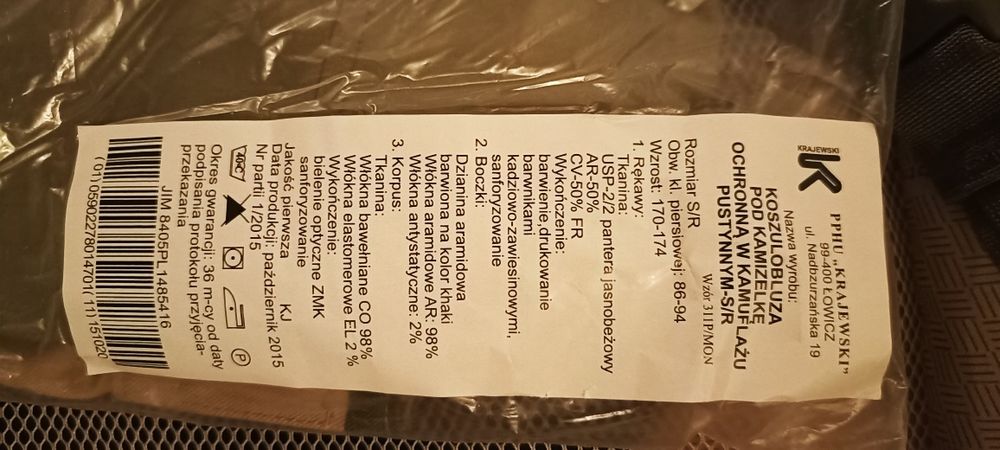 KRAJEWSKI
PPHU „KRAJEWSKI”
99-400 ŁOWICZ
ul. Nadbzurzańska 19
Nazwa wyrobu:
KOSZULOBLUZA
POD KAMIZELKĘ
OCHRONNĄ W KAMUFLAŻU
PUSTYNNYM-S/R
Wzór 311P/MON
Rozmiar S/R
Obw. kl. piersiowej: 86-94
Wzrost: 170-174
1. Rękawy:
Tkanina:
USP-2/2 pantera jasnobeżowy
AR-50%
CV-50% FR
Wykończenie:
barwienie,drukowanie
barwnikami
kadziowo-zawiesinowymi,
sanforyzowanie
2. Boczki:
Dzianina aramidowa
barwiona na kolor khaki
Włókna aramidowe AR: 98%
Włókna antystatyczne: 2%
3. Korpus:
Tkanina:
Włókna bawełniane CO 98%
Włókna elastomerowe EL 2 %
Wykończenie:
bielenie optyczne ZMK
sanforyzowanie
Jakość pierwsza KJ
Data produkcji: październik 2015
Nr partii 1/2015
40°C P
Okres gwarancji: 36 m-cy od daty
podpisania protokołu przyjęcia-
przekazania
JIM 8405PL1485416
(01)05902278014701(11)151020